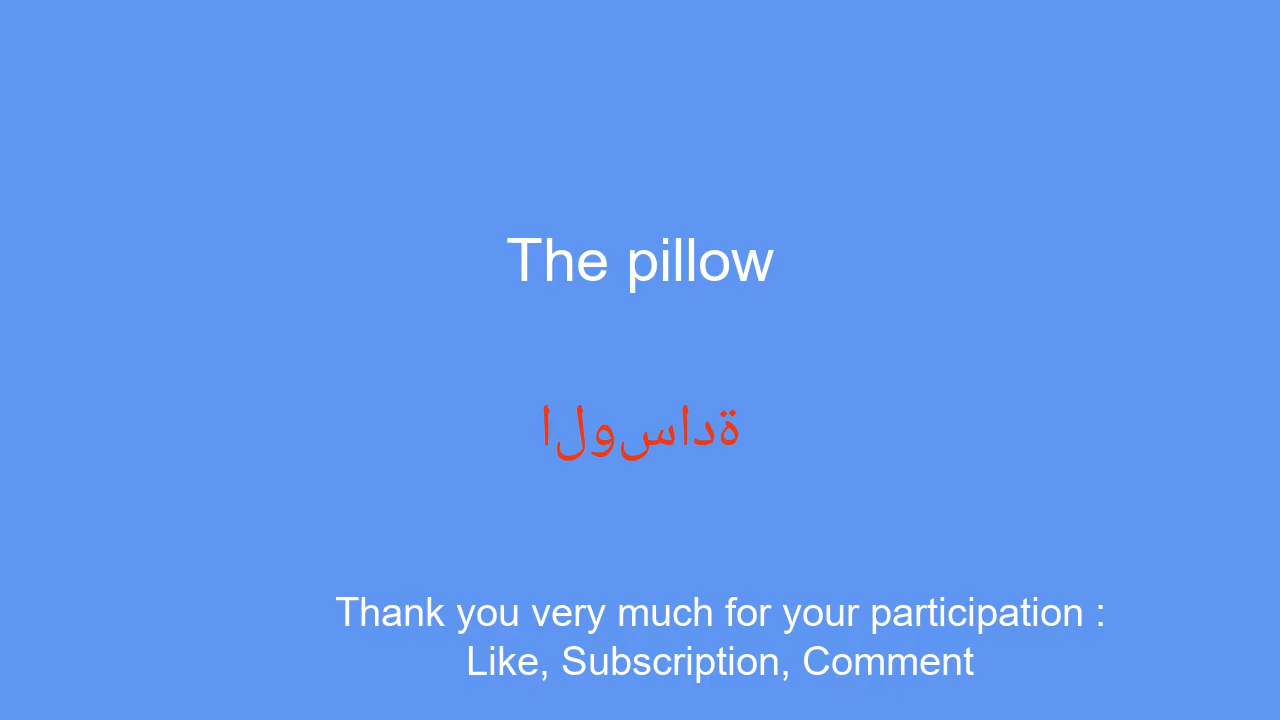 The pillow
الوسادة
Thank you very much for your participation :
Like, Subscription, Comment